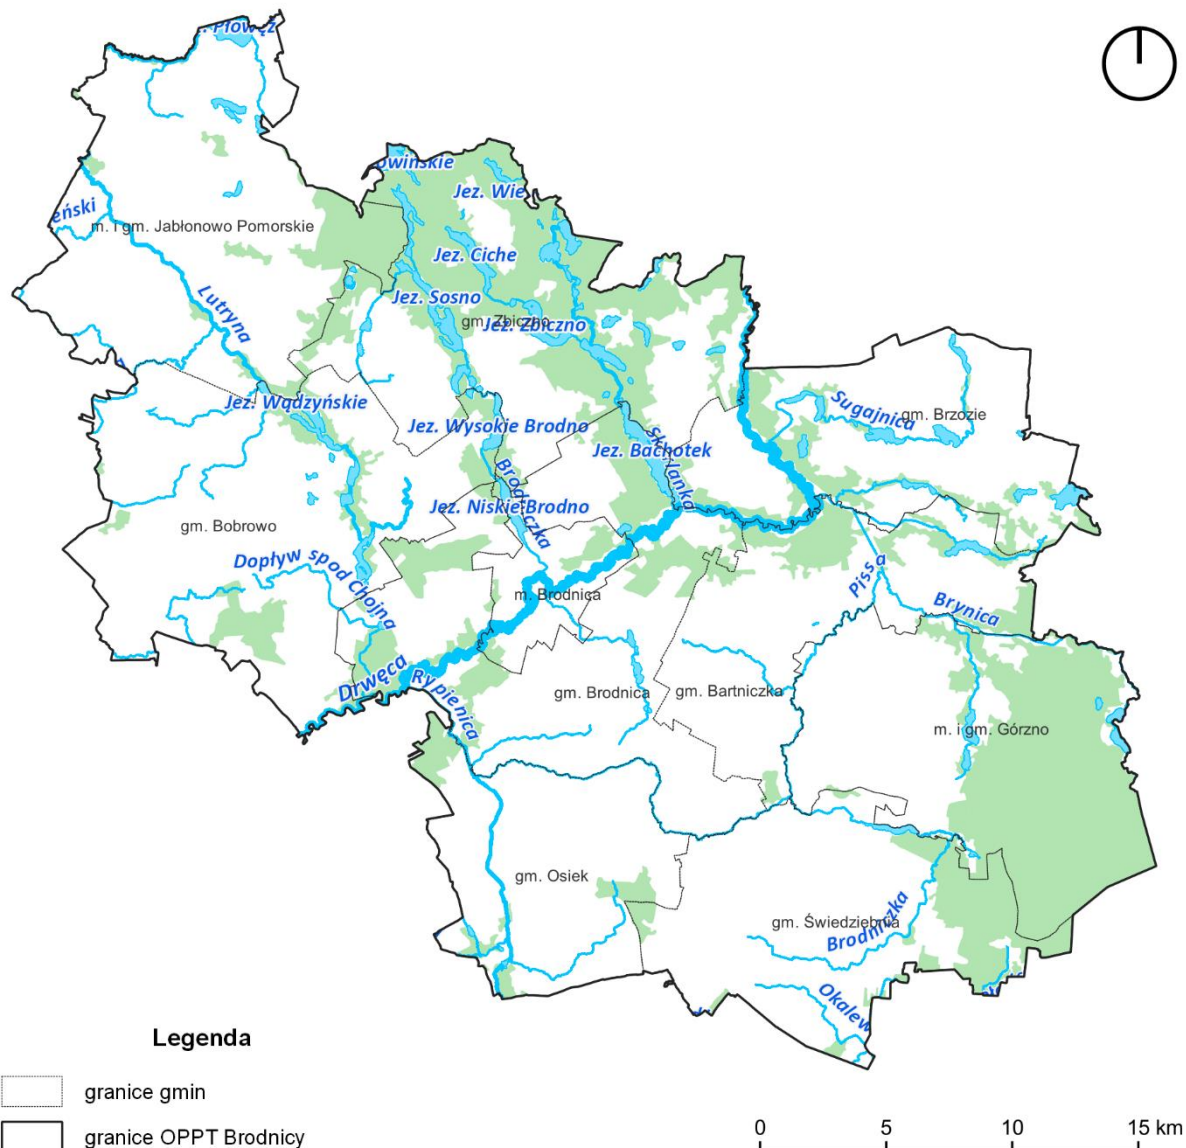 Jez. Wie
m. i gm. Jabłonowo Pomorskie
Jez. Ciche
Jez. Sosno
gm. Zbiczno
Jez. Zbiczno
Lutryna
Jez. Wądzyńskie
Sugajnica
gm. Brzozie
Jez. Wysokie Brodno
Jez. Bachotek
Skarlanka
Brodniczka
Jez. Niskie Brodno
gm. Bobrowo
Dopływ spod Chojna
Pissa
m. Brodnica
Brynica
Drwęca
Rypienica
gm. Brodnica
gm. Bartniczka
m. i gm. Górzno
gm. Osiek
gm. Świedziebnia
Brodniczka
Okalew
Legenda
granice gmin
granice OPPT Brodnicy
0 5 10 15 km